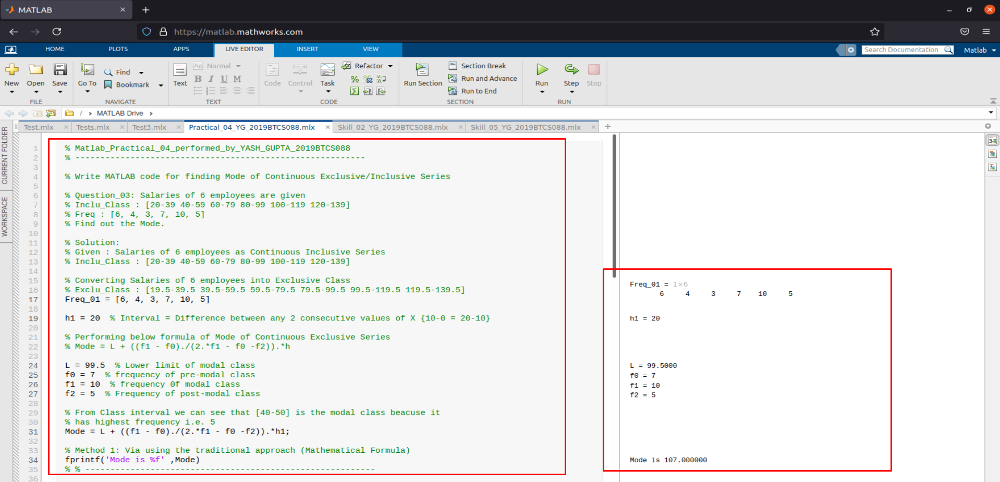 MATLAB
https://matlab.mathworks.com
HOME PLOTS APPS LIVE EDITOR INSERT VIEW
Search Documentation
Matlab
New Open Save
FILE
Go To
Find
Bookmark
NAVIGATE
Text
Aa Normal
B I U M
TEXT
Code Control Task
Refactor
CODE
Run Section
Section Break
Run and Advance
Run to End
SECTION
Run Step Stop
RUN
/ MATLAB Drive
CURRENT FOLDER
WORKSPACE
Test.mlx Tests.mlx Test3.mlx Practical_04_YG_2019BTCS088.mlx Skill_02_YG_2019BTCS088.mlx Skill_05_YG_2019BTCS088.mlx
1 % Matlab_Practical_04_performed_by_YASH_GUPTA_2019BTCS088
2 % ----------------------------------------------------------
3
4 % Write MATLAB code for finding Mode of Continuous Exclusive/Inclusive Series
5
6 % Question_03: Salaries of 6 employees are given
7 % Inclu_Class : [20-39 40-59 60-79 80-99 100-119 120-139]
8 % Freq : [6, 4, 3, 7, 10, 5]
9 % Find out the Mode.
10
11 % Solution:
12 % Given : Salaries of 6 employees as Continuous Inclusive Series
13 % Inclu_Class : [20-39 40-59 60-79 80-99 100-119 120-139]
14
15 % Converting Salaries of 6 employees into Exclusive Class
16 % Exclu_Class : [19.5-39.5 39.5-59.5 59.5-79.5 79.5-99.5 99.5-119.5 119.5-139.5]
17 Freq_01 = [6, 4, 3, 7, 10, 5]
18
19 h1 = 20  % Interval = Difference between any 2 consecutive values of X {10-0 = 20-10}
20
21 % Performing below formula of Mode of Continuous Exclusive Series
22 % Mode = L + ((f1 - f0)./(2.*f1 - f0 -f2)).*h
23
24 L = 99.5  % Lower limit of modal class
25 f0 = 7  % frequency of pre-modal class
26 f1 = 10  % frequency 0f modal class
27 f2 = 5  % Frequency of post-modal class
28
29 % From Class interval we can see that [40-50] is the modal class beacuse it
30 % has highest frequency i.e. 5
31 Mode = L + ((f1 - f0)./(2.*f1 - f0 -f2)).*h1;
32
33 % Method 1: Via using the traditional approach (Mathematical Formula)
34 fprintf('Mode is %f' ,Mode)
35 % % ----------------------------------------------------------
36
Freq_01 = 1×6
6 4 3 7 10 5
h1 = 20
L = 99.5000
f0 = 7
f1 = 10
f2 = 5
Mode is 107.000000